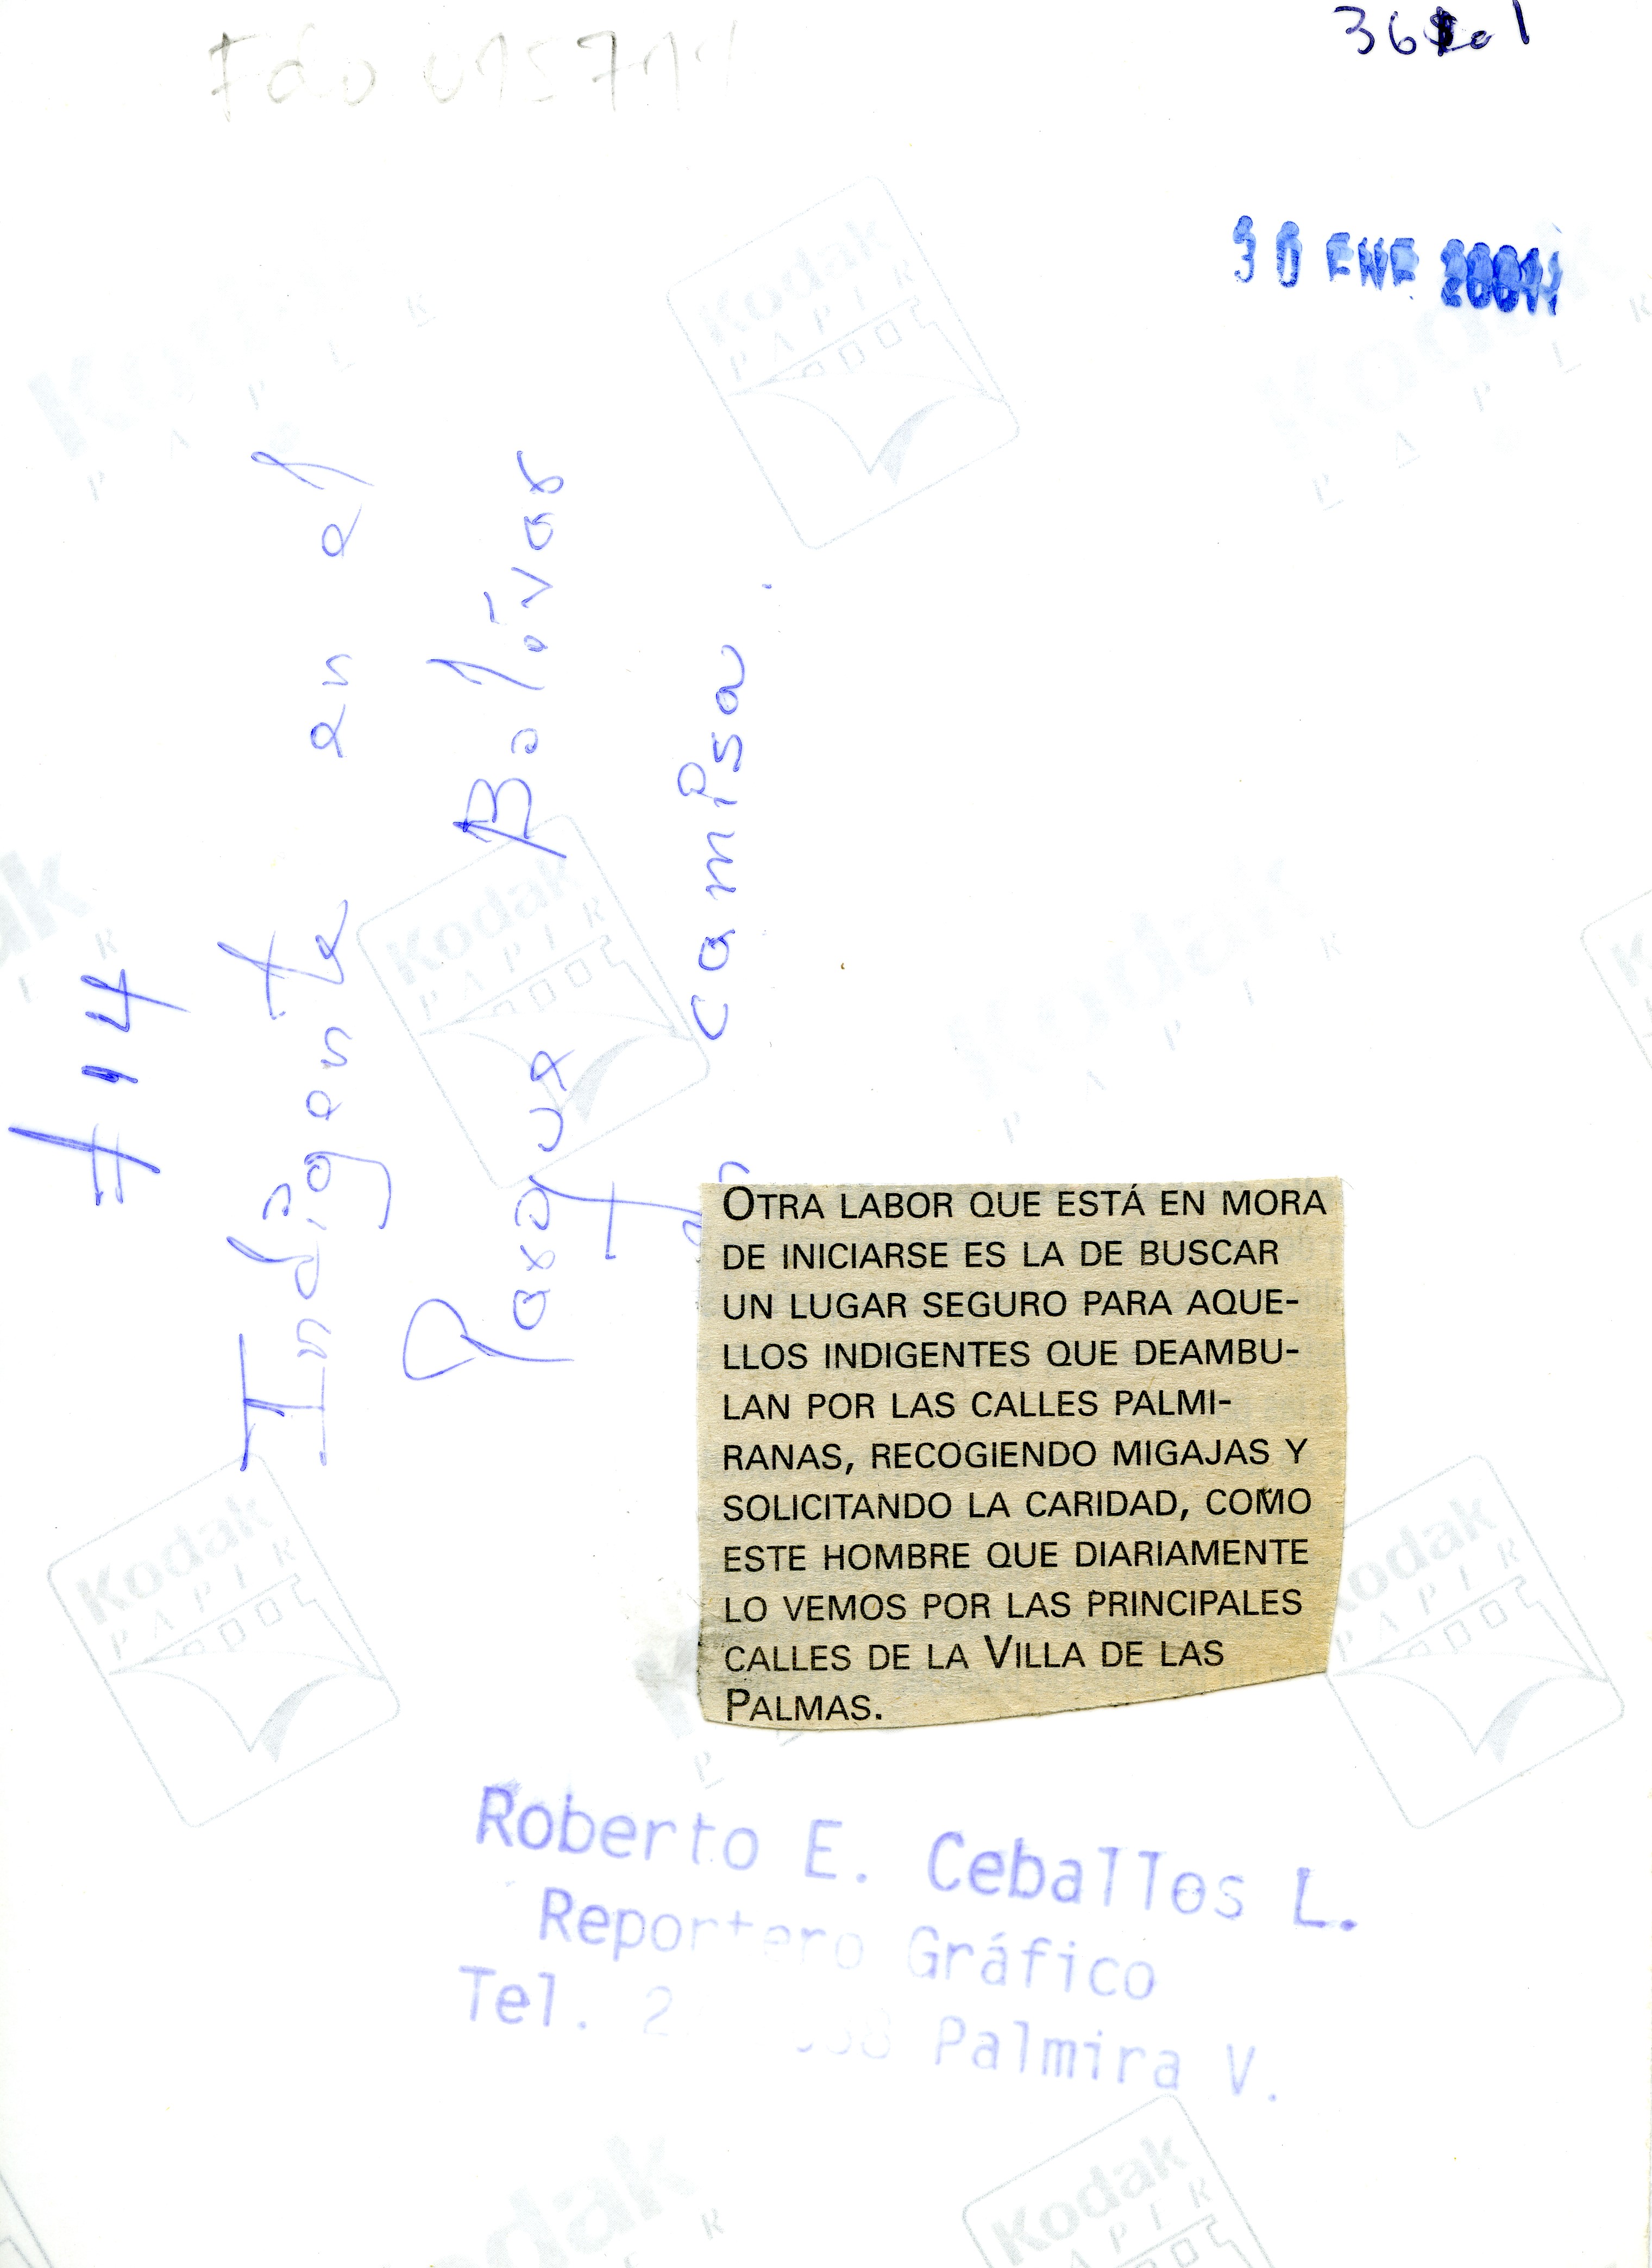 30 ENE 2001
# 14
Indigente en el
Parque Bolívar
camisa
OTRA LABOR QUE ESTÁ EN MORA
DE INICIARSE ES LA DE BUSCAR
UN LUGAR SEGURO PARA AQUE-
LLOS INDIGENTES QUE DEAMBU-
LAN POR LAS CALLES PALMI-
RANAS, RECOGIENDO MIGAJAS Y
SOLICITANDO LA CARIDAD, COMO
ESTE HOMBRE QUE DIARIAMENTE
LO VEMOS POR LAS PRINCIPALES
CALLES DE LA VILLA DE LAS
PALMAS.
Roberto E. Ceballos L.
Reportero Gráfico
Tel. Palmira V.
Kodak
PAPIR